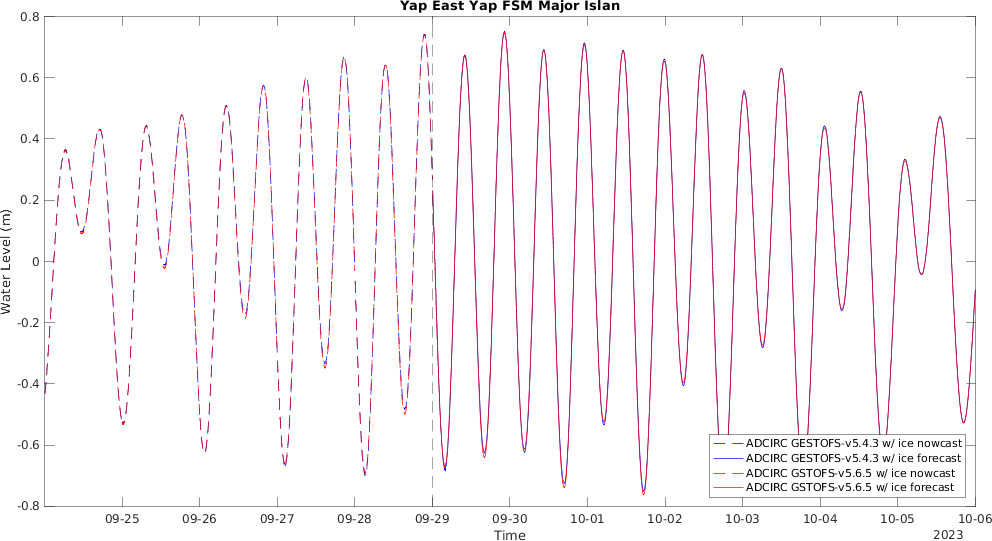 Yap East Yap FSM Major Islan
0.8
0.6
0.4
0.2
0
-0.2
-0.4
-0.6
-0.8
Water Level (m)
09-25 09-26 09-27 09-28 09-29 09-30 10-01 10-02 10-03 10-04 10-05 10-06
Time
2023
ADCIRC GESTOFS-v5.4.3 w/ ice nowcast
ADCIRC GESTOFS-v5.4.3 w/ ice forecast
ADCIRC GSTOFS-v5.6.5 w/ ice nowcast
ADCIRC GSTOFS-v5.6.5 w/ ice forecast